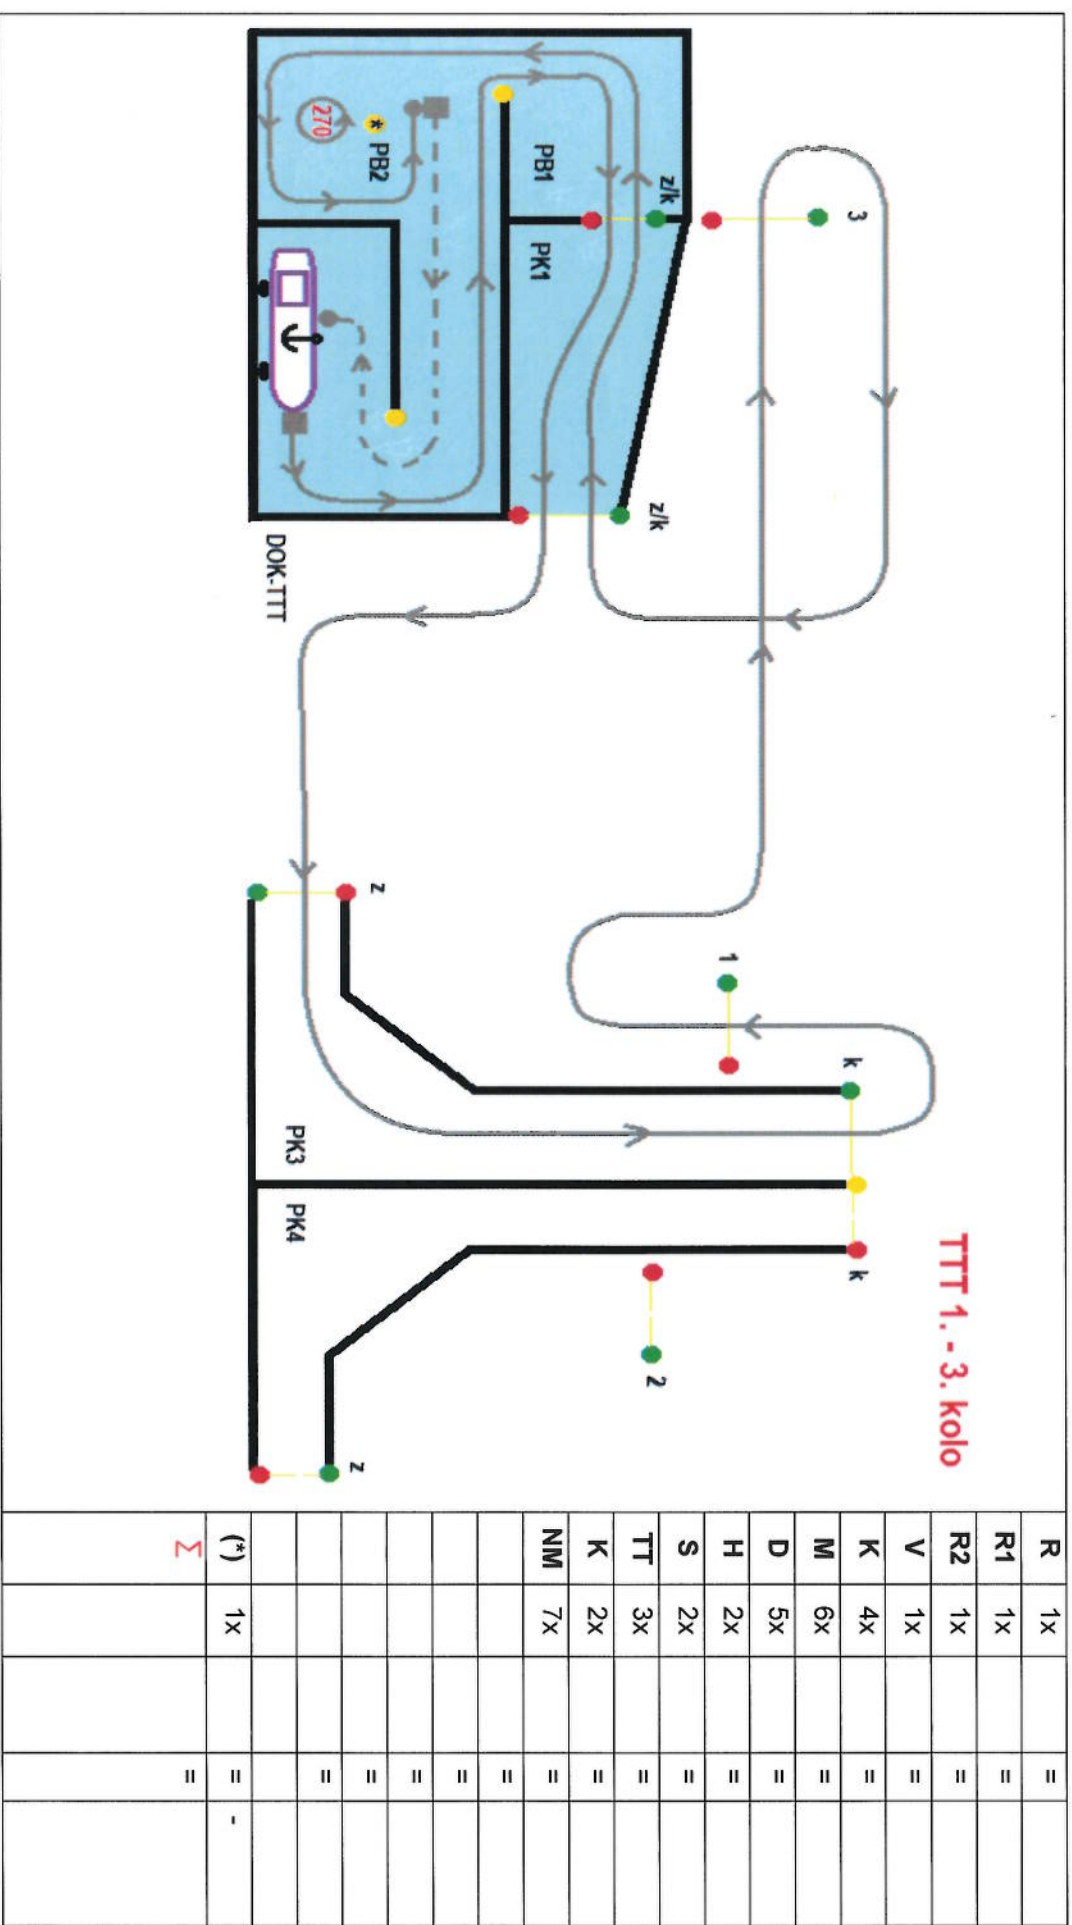 TTT 1. - 3. kolo
3
z/k
z/k
PB1
PK1
* PB2
270
DOK-TTT
1
k
k
2
z
z
PK3
PK4
R 1x =
R1 1x =
R2 1x =
V 1x =
K 4x =
M 6x =
D 5x =
H 2x =
S 2x =
TT 3x =
K 2x =
NM 7x =
=
=
=
=
=
(*) 1x = -
Σ =